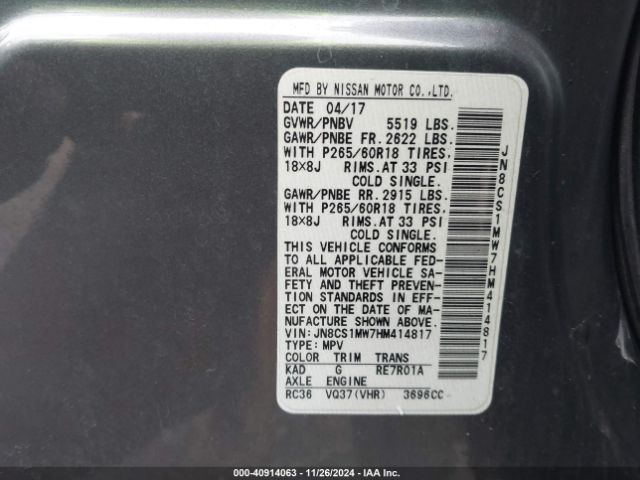 MFD BY NISSAN MOTOR CO.,LTD.
DATE 04/17
GVWR/PNBV 5519 LBS.
GAWR/PNBE FR. 2622 LBS.
WITH P265/60R18 TIRES,
18×8J RIMS.AT 33 PSI
COLD SINGLE.
GAWR/PNBE RR. 2915 LBS.
WITH P265/60R18 TIRES,
18×8J RIMS.AT 33 PSI
COLD SINGLE.
THIS VEHICLE CONFORMS
TO ALL APPLICABLE FED-
ERAL MOTOR VEHICLE SA-
FETY AND THEFT PREVEN-
TION STANDARDS IN EFF-
ECT ON THE DATE OF MA-
NUFACTURE SHOWN ABOVE.
VIN: JN8CS1MW7HM414817
TYPE: MPV
COLOR TRIM TRANS
KAD G RE7R01A
AXLE ENGINE
RC36 VQ37(VHR) 3696CC
JN8CS1MW7HM414817
000-40914063 - 11/26/2024 - IAA Inc.